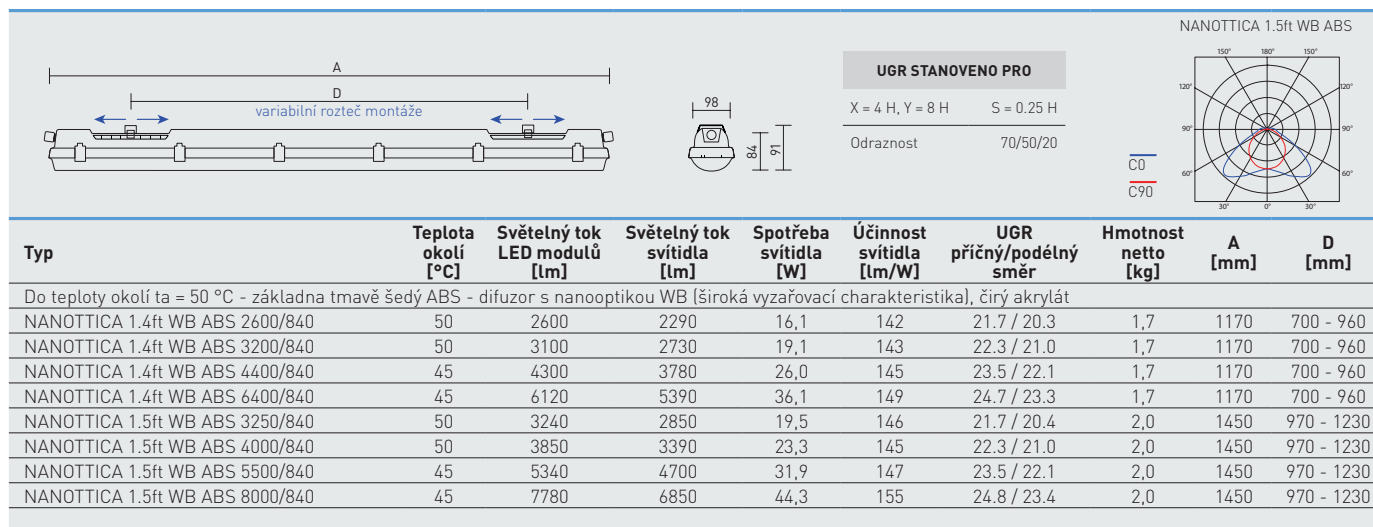 NANOTTICA 1.5ft WB ABS
A
D
variabilní rozteč montáže
98
84
91
UGR STANOVENO PRO
X = 4 H, Y = 8 H S = 0.25 H
Odraznost 70/50/20
C0
C90
150° 180° 150°
120° 120°
90° 90°
60° 60°
30° 0° 30°
Typ Teplota okolí [°C] Světelný tok LED modulů [lm] Světelný tok svítidla [lm] Spotřeba svítidla [W] Účinnost svítidla [lm/W] UGR příčný/podélný směr Hmotnost netto [kg] A [mm] D [mm]
Do teploty okolí ta = 50 °C - základna tmavě šedý ABS - difuzor s nanooptikou WB (široká vyzařovací charakteristika), čirý akrylát
NANOTTICA 1.4ft WB ABS 2600/840 50 2600 2290 16,1 142 21.7 / 20.3 1,7 1170 700 - 960
NANOTTICA 1.4ft WB ABS 3200/840 50 3100 2730 19,1 143 22.3 / 21.0 1,7 1170 700 - 960
NANOTTICA 1.4ft WB ABS 4400/840 45 4300 3780 26,0 145 23.5 / 22.1 1,7 1170 700 - 960
NANOTTICA 1.4ft WB ABS 6400/840 45 6120 5390 36,1 149 24.7 / 23.3 1,7 1170 700 - 960
NANOTTICA 1.5ft WB ABS 3250/840 50 3240 2850 19,5 146 21.7 / 20.4 2,0 1450 970 - 1230
NANOTTICA 1.5ft WB ABS 4000/840 50 3850 3390 23,3 145 22.3 / 21.0 2,0 1450 970 - 1230
NANOTTICA 1.5ft WB ABS 5500/840 45 5340 4700 31,9 147 23.5 / 22.1 2,0 1450 970 - 1230
NANOTTICA 1.5ft WB ABS 8000/840 45 7780 6850 44,3 155 24.8 / 23.4 2,0 1450 970 - 1230